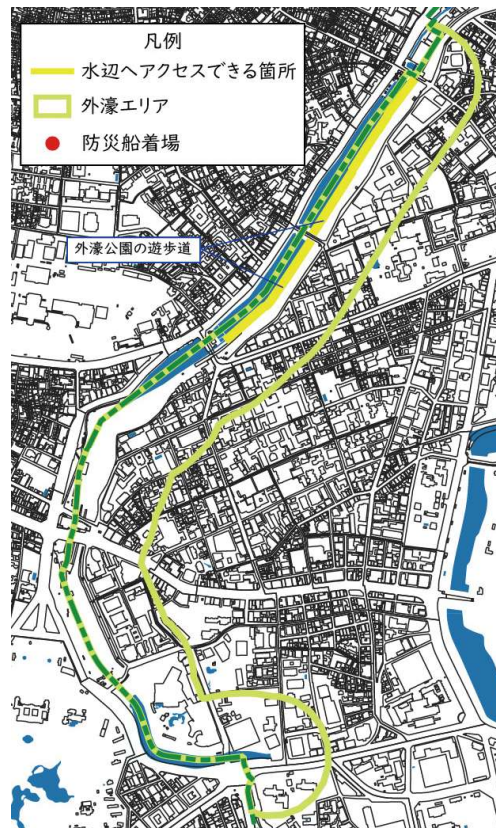 凡例
水辺へアクセスできる箇所
外濠エリア
防災船着場
外濠公園の遊歩道